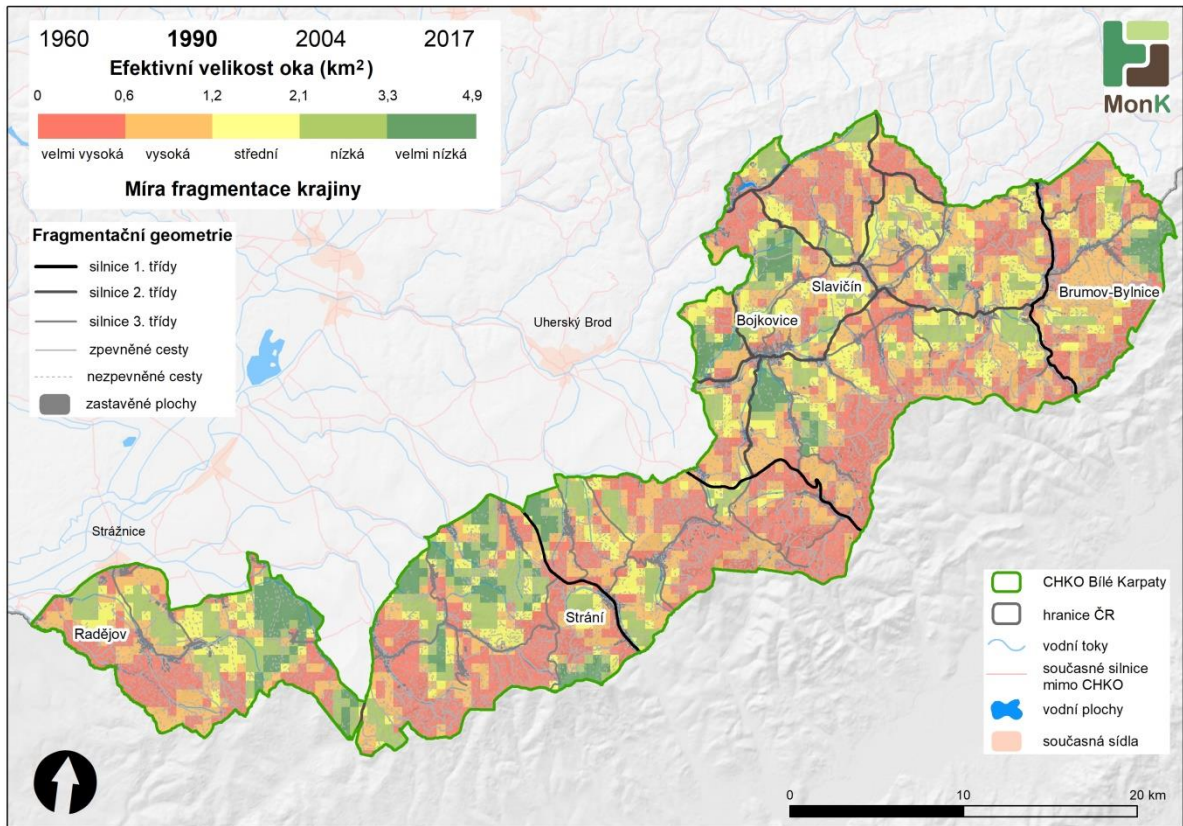 1960 1990 2004 2017
Efektivní velikost oka (km²)
0 0,6 1,2 2,1 3,3 4,9
velmi vysoká vysoká střední nízká velmi nízká
Míra fragmentace krajiny
Fragmentační geometrie
silnice 1. třídy
silnice 2. třídy
silnice 3. třídy
zpevněné cesty
nezpevněné cesty
zastavěné plochy
MonK
Slavičín
Brumov-Bylnice
Bojkovice
Uherský Brod
Strážnice
Strání
Radějov
CHKO Bílé Karpaty
hranice ČR
vodní toky
současné silnice
mimo CHKO
vodní plochy
současná sídla
0 10 20 km